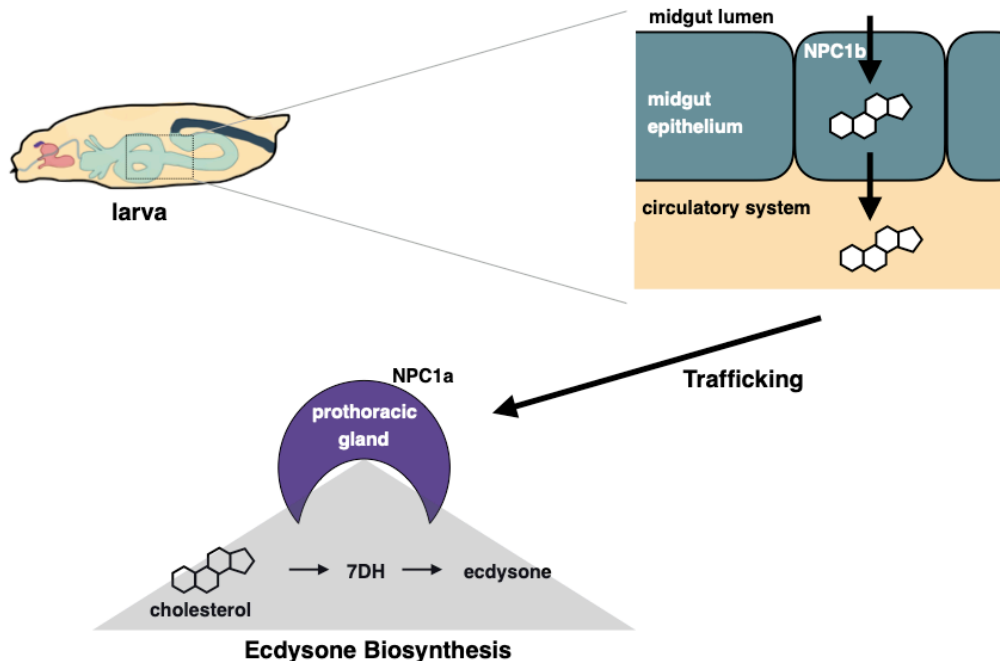 midgut lumen
NPC1b
midgut
epithelium
larva
circulatory system
Trafficking
NPC1a
prothoracic
gland
7DH
ecdysone
cholesterol
Ecdysone Biosynthesis